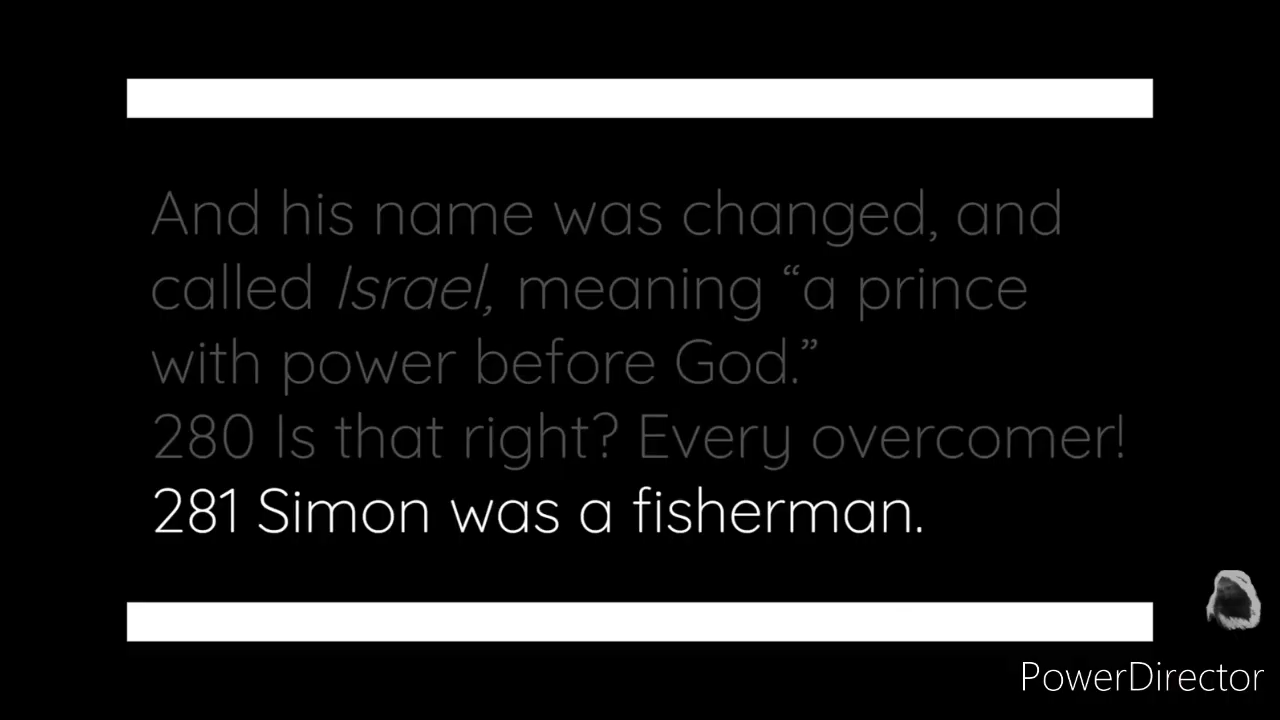 And his name was changed, and
called Israel, meaning “a prince
with power before God.”
280 Is that right? Every overcomer!
281 Simon was a fisherman.
PowerDirector